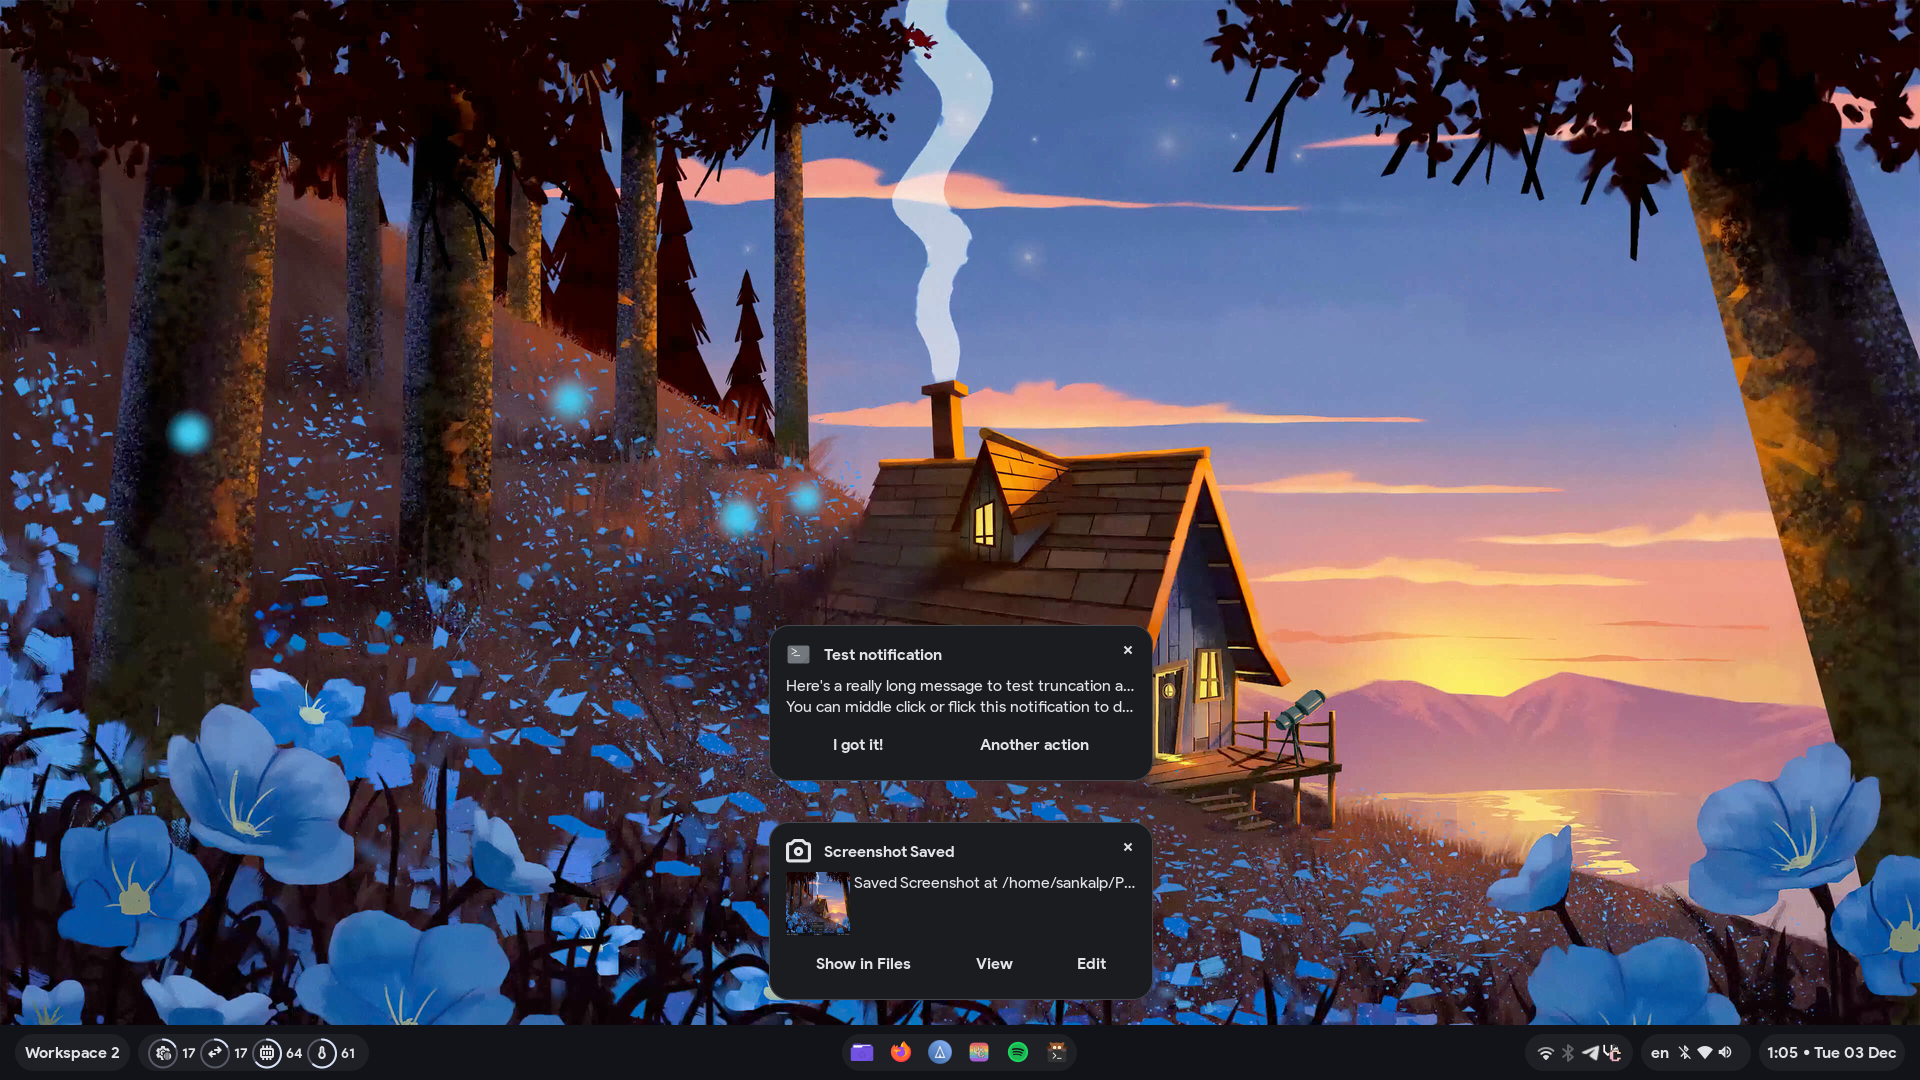 Test notification
Here's a really long message to test truncation a...
You can middle click or flick this notification to d...
I got it! Another action
Screenshot Saved
Saved Screenshot at /home/sankalp/P...
Show in Files View Edit
Workspace 2 17 17 64 61 en 1:05 • Tue 03 Dec